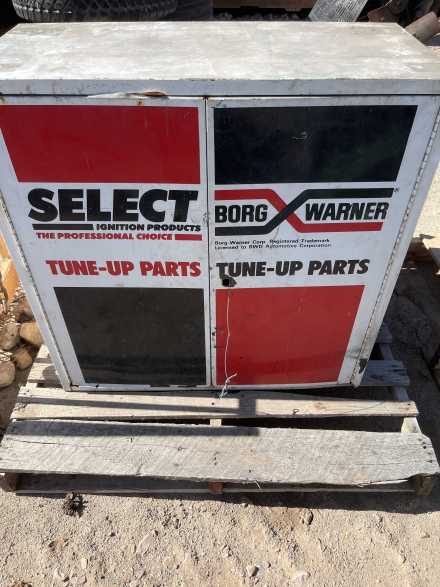 SELECT
IGNITION PRODUCTS
THE PROFESSIONAL CHOICE
TUNE-UP PARTS
BORG WARNER
Borg-Warner Corp. Registered Trademark
Licensed to BWD Automotive Corporation
TUNE-UP PARTS